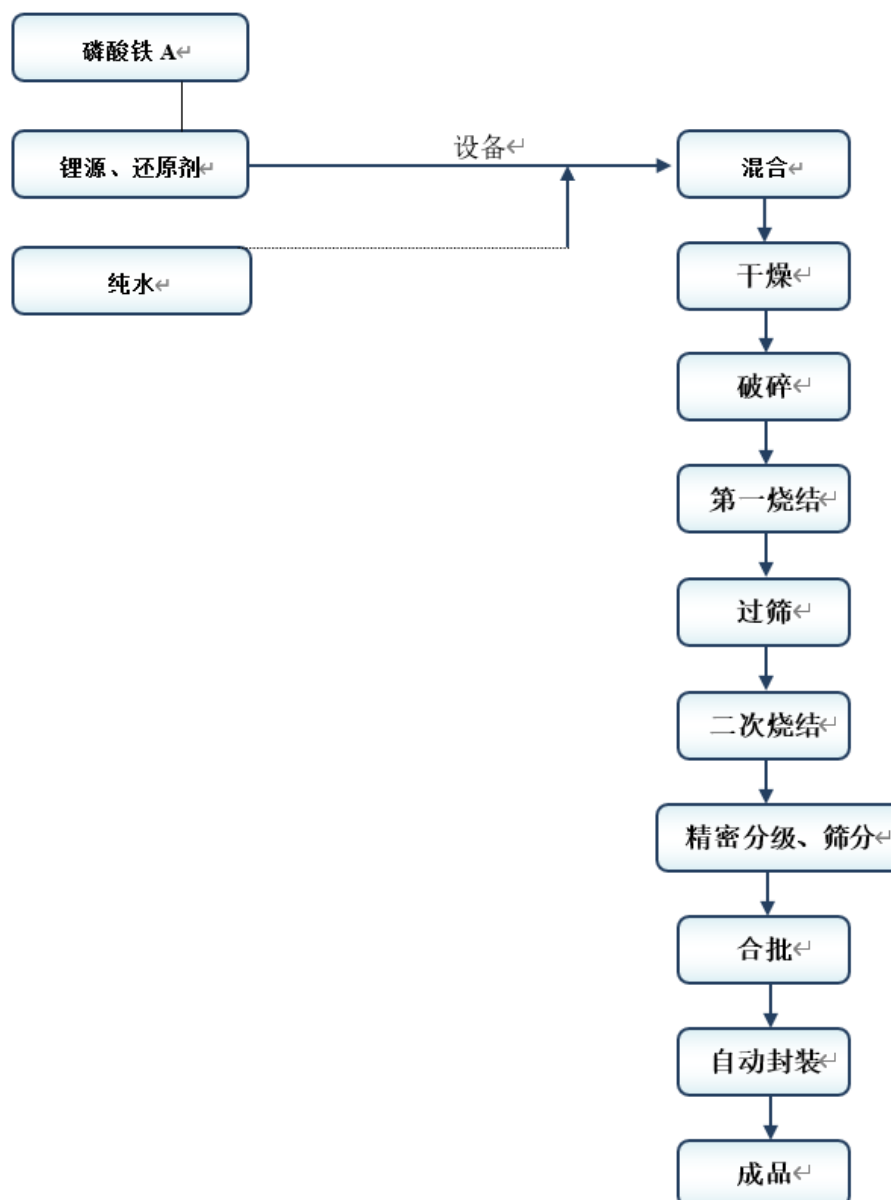 磷酸铁 A↵
设备↵
锂源、还原剂↵
混合↵
纯水↵
干燥↵
破碎↵
第一烧结↵
过筛↵
二次烧结↵
精密分级、筛分↵
合批↵
自动封装↵
成品↵